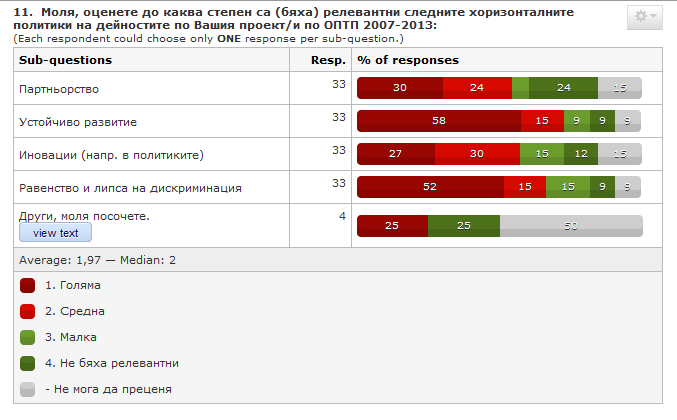 11. Моля, оценете до каква степен са (бяха) релевантни следните хоризонталните
политики на дейностите по Вашия проект/и по ОПТП 2007-2013:
(Each respondent could choose only ONE response per sub-question.)
Sub-questions Resp. % of responses
Партньорство 33 30 24 24 15
Устойчиво развитие 33 58 15 9 9 9
Иновации (напр. в политиките) 33 27 30 15 12 15
Равенство и липса на дискриминация 33 52 15 15 9 9
Други, моля посочете. 4 25 25 50
view text
Average: 1,97 — Median: 2
1. Голяма
2. Средна
3. Малка
4. Не бяха релевантни
- Не мога да преценя